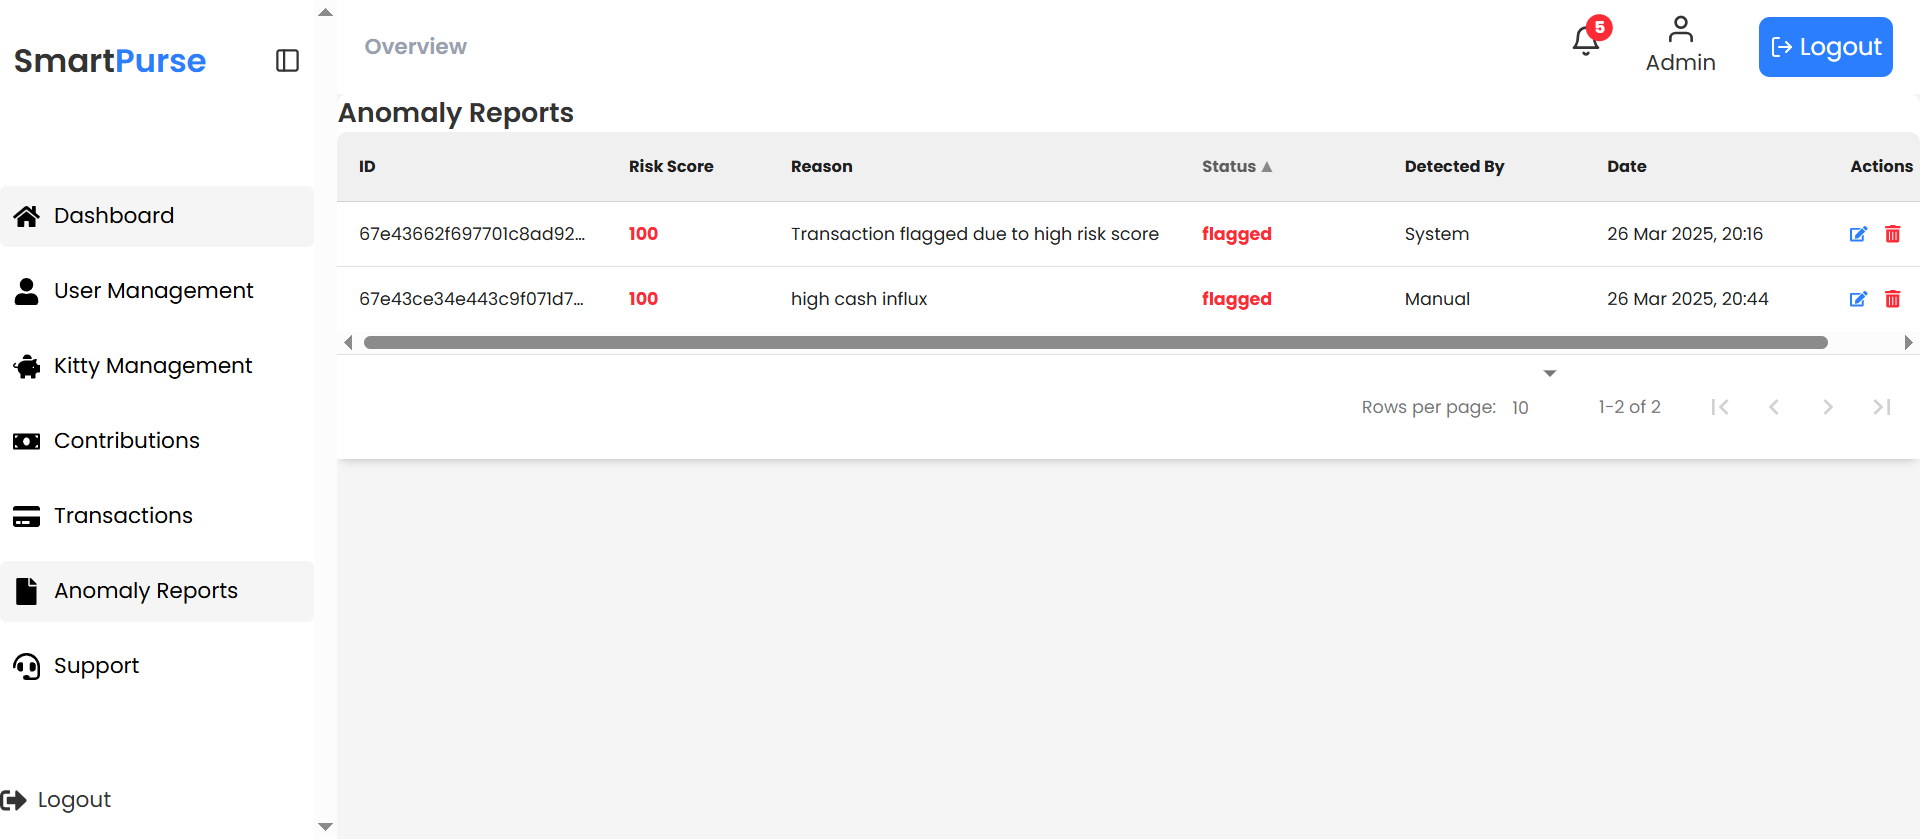 SmartPurse
Overview
5
Admin
Logout
Dashboard
User Management
Kitty Management
Contributions
Transactions
Anomaly Reports
Support
Logout
Anomaly Reports
ID Risk Score Reason Status ▲ Detected By Date Actions
67e43662f697701c8ad92... 100 Transaction flagged due to high risk score flagged System 26 Mar 2025, 20:16
67e43ce34e443c9f071d7... 100 high cash influx flagged Manual 26 Mar 2025, 20:44
Rows per page: 10 1-2 of 2